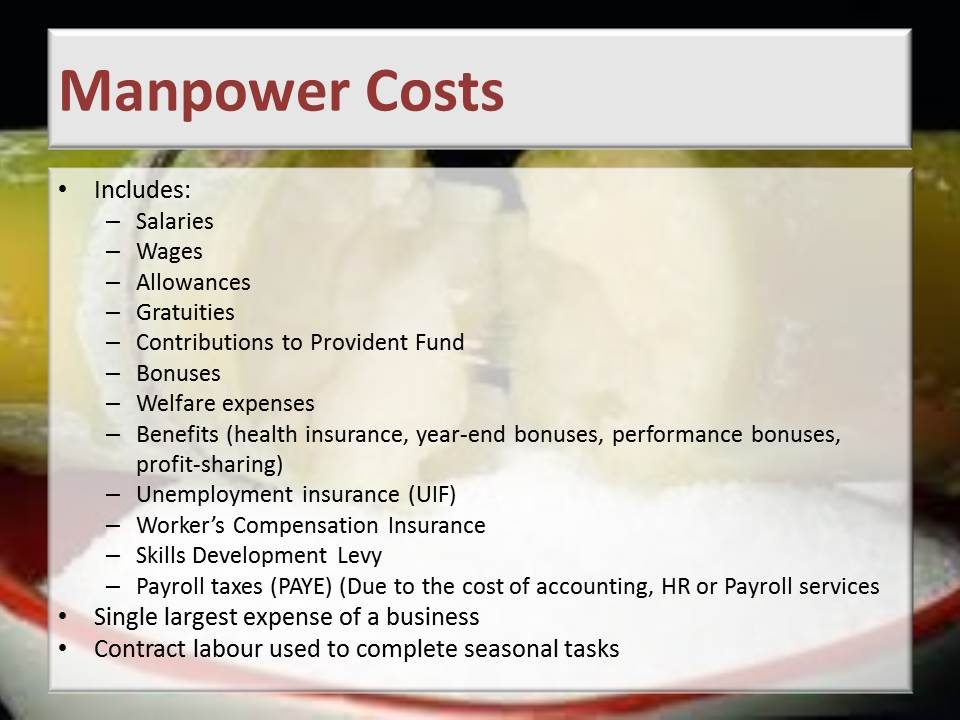 Manpower Costs
• Includes:
– Salaries
– Wages
– Allowances
– Gratuities
– Contributions to Provident Fund
– Bonuses
– Welfare expenses
– Benefits (health insurance, year-end bonuses, performance bonuses,
profit-sharing)
– Unemployment insurance (UIF)
– Worker’s Compensation Insurance
– Skills Development Levy
– Payroll taxes (PAYE) (Due to the cost of accounting, HR or Payroll services
• Single largest expense of a business
• Contract labour used to complete seasonal tasks